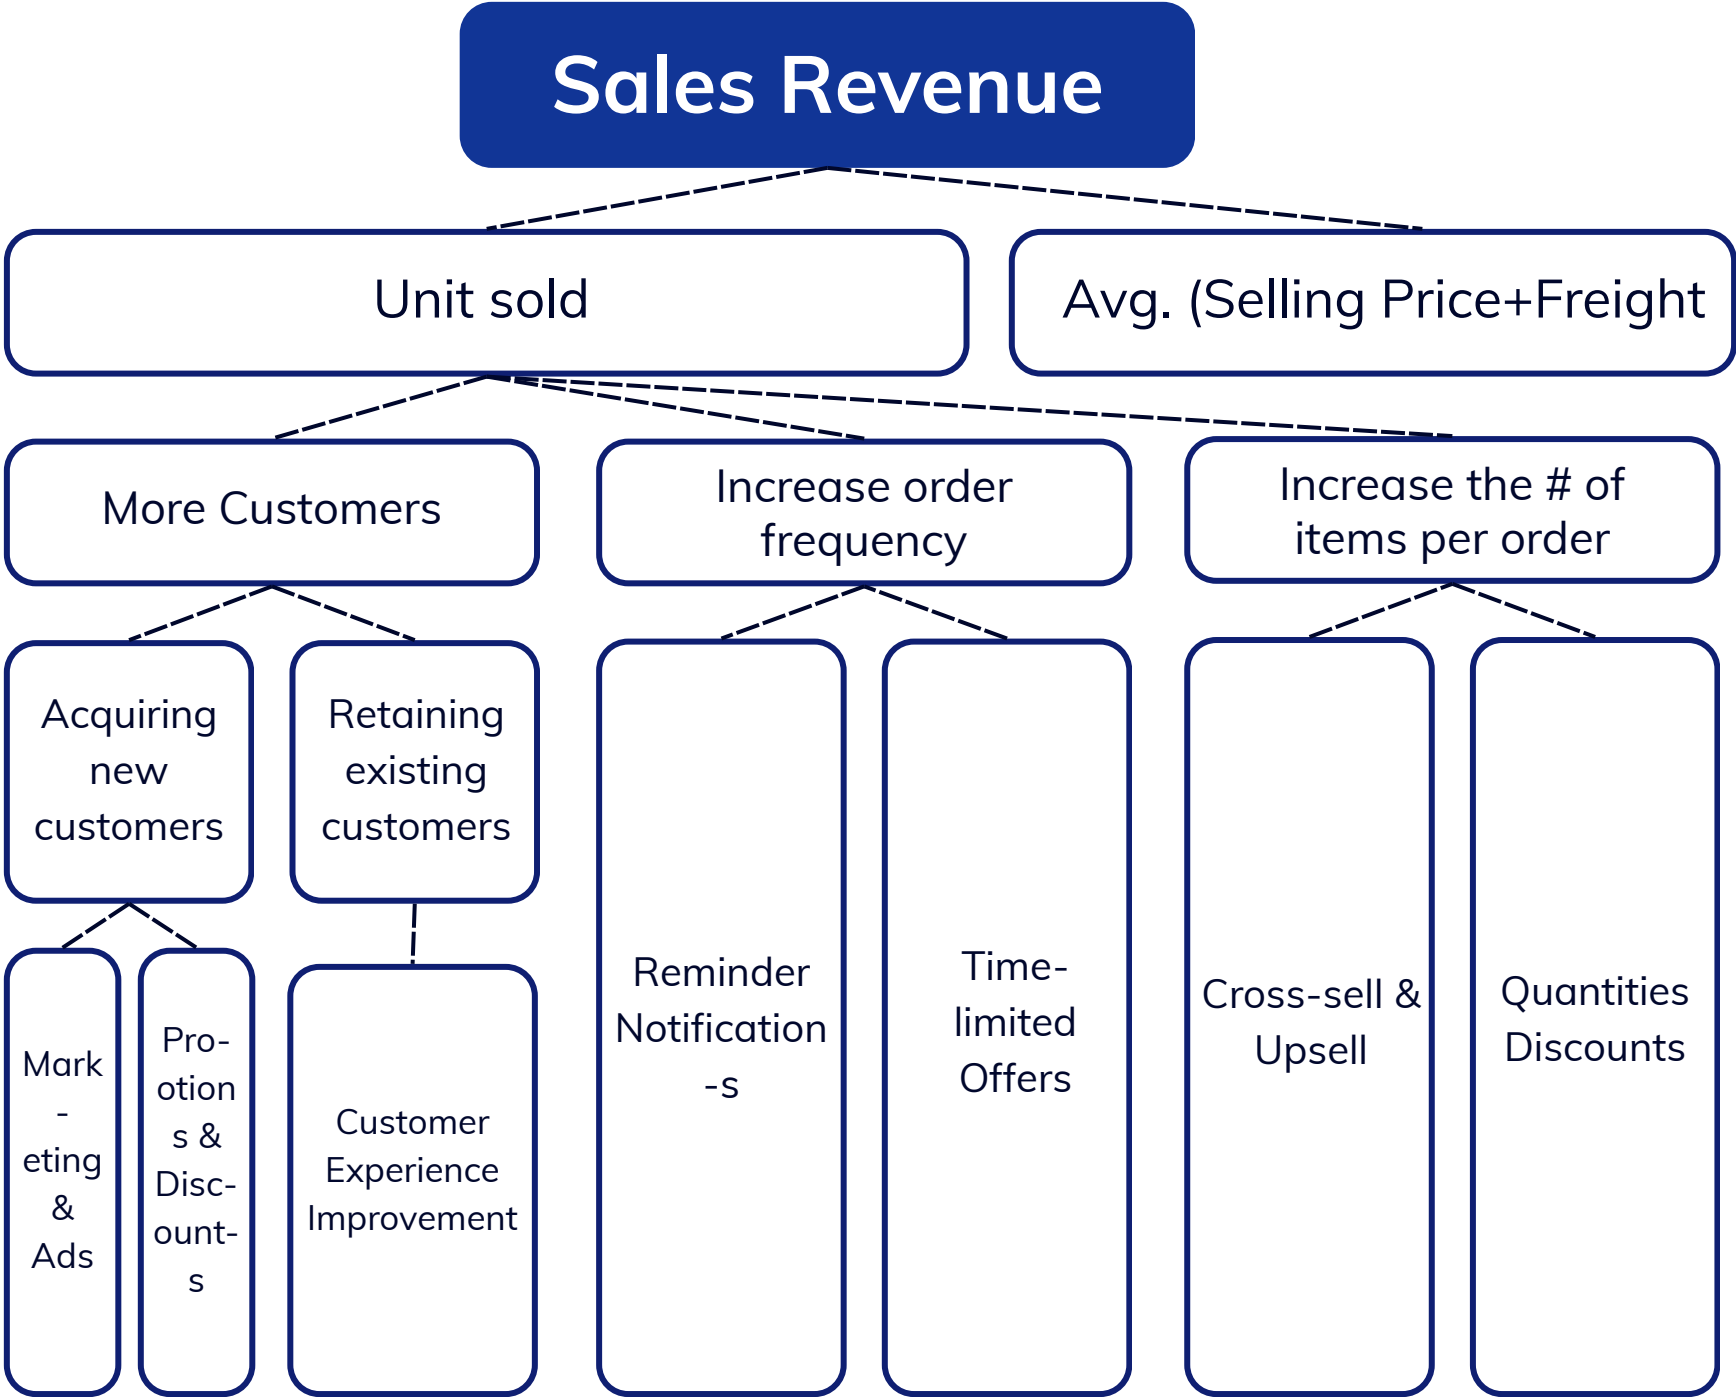 Sales Revenue
Unit sold
Avg. (Selling Price+Freight
More Customers
Increase order
frequency
Increase the # of
items per order
Acquiring
new
customers
Retaining
existing
customers
Reminder
Notification
-s
Time-
limited
Offers
Cross-sell &
Upsell
Quantities
Discounts
Mark
-
eting
&
Ads
Pro-
otion
s &
Disc-
ount-
s
Customer
Experience
Improvement